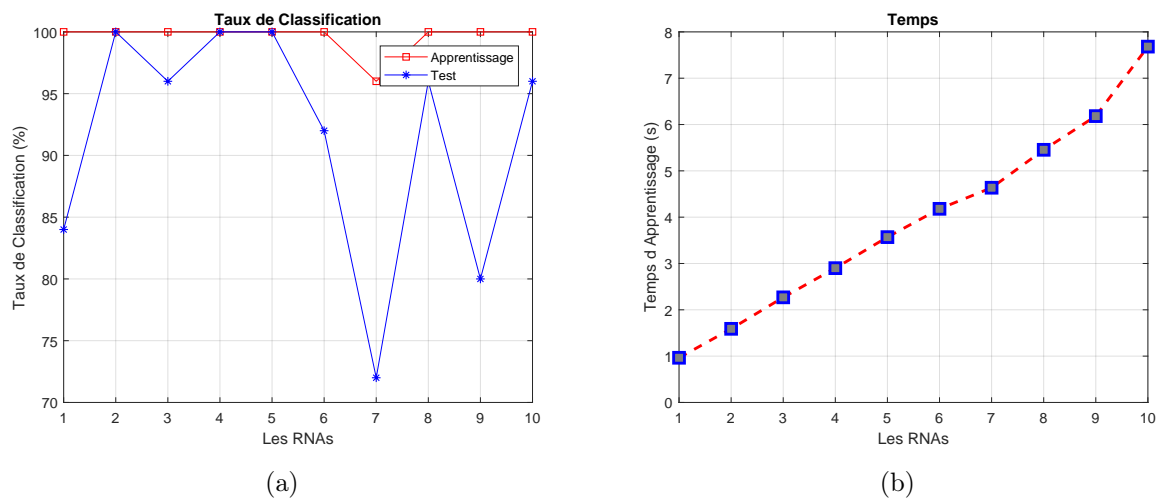 Taux de Classification
100
95
90
85
80
75
70
Taux de Classification (%)
Apprentissage
Test
1 2 3 4 5 6 7 8 9 10
Les RNAs
(a)
Temps
8
7
6
5
4
3
2
1
0
Temps d Apprentissage (s)
1 2 3 4 5 6 7 8 9 10
Les RNAs
(b)